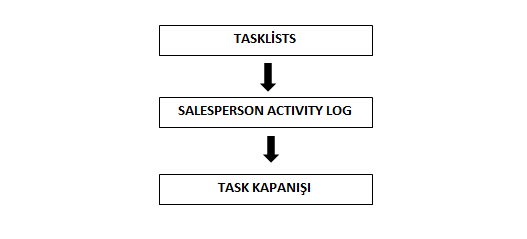 TASKLİSTS
SALESPERSON ACTIVITY LOG
TASK KAPANIŞI